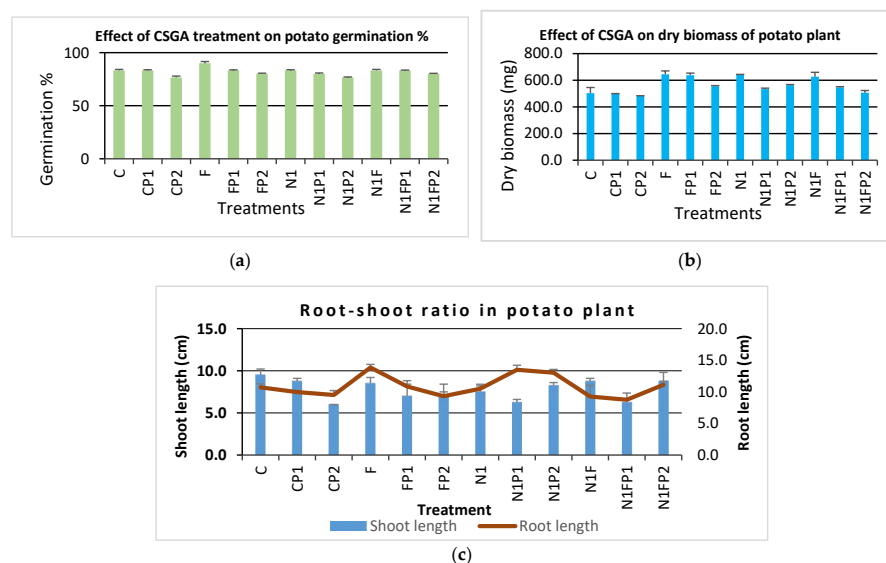 Effect of CSGA treatment on potato germination %
100
50
0
Germination %
C CP1 CP2 F FP1 FP2 N1 N1P1 N1P2 N1F N1FP1 N1FP2
Treatments
(a)
Effect of CSGA on dry biomass of potato plant
800.0
600.0
400.0
200.0
0.0
Dry biomass (mg)
C CP1 CP2 F FP1 FP2 N1 N1P1 N1P2 N1F N1FP1 N1FP2
Treatments
(b)
Root-shoot ratio in potato plant
15.0
10.0
5.0
0.0
Shoot length (cm)
20.0
15.0
10.0
5.0
0.0
Root length (cm)
C CP1 CP2 F FP1 FP2 N1 N1P1 N1P2 N1F N1FP1 N1FP2
Treatment
Shoot length Root length
(c)